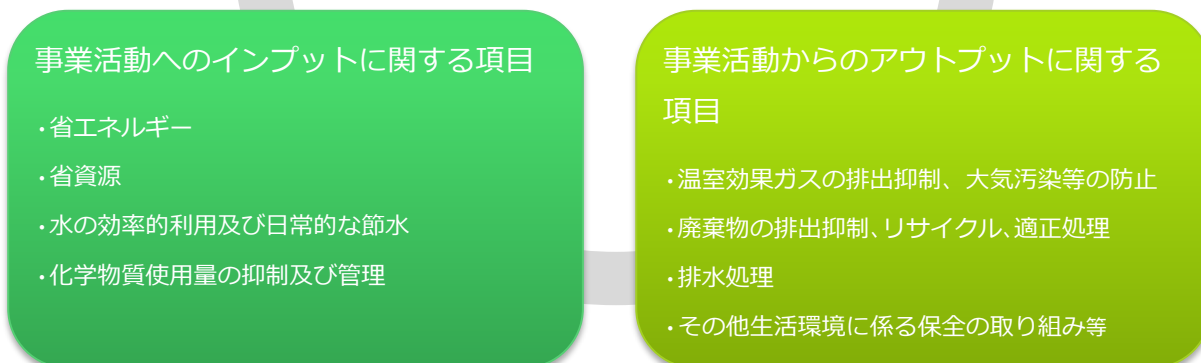 事業活動へのインプットに関する項目
・省エネルギー
・省資源
・水の効率的利用及び日常的な節水
・化学物質使用量の抑制及び管理
事業活動からのアウトプットに関する
項目
・温室効果ガスの排出抑制、大気汚染等の防止
・廃棄物の排出抑制、リサイクル、適正処理
・排水処理
・その他生活環境に係る保全の取り組み等